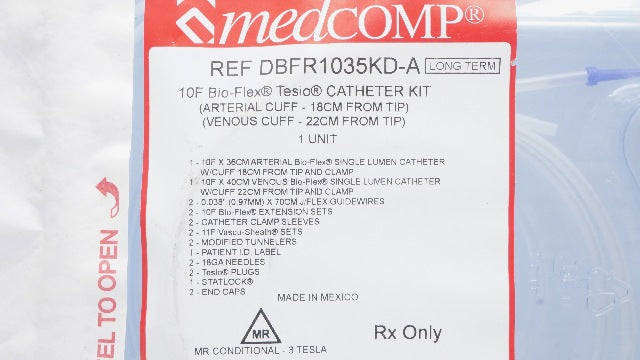 medCOMP®
REF DBFR1035KD-A LONG TERM
10F Bio-Flex® Tesio® CATHETER KIT
(ARTERIAL CUFF - 18CM FROM TIP)
(VENOUS CUFF - 22CM FROM TIP)
1 UNIT
1 - 10F X 36CM ARTERIAL Bio-Flex® SINGLE LUMEN CATHETER
W/CUFF 18CM FROM TIP AND CLAMP
1 - 10F X 40CM VENOUS Bio-Flex® SINGLE LUMEN CATHETER
W/CUFF 22CM FROM TIP AND CLAMP
2 - 0.038" (0.97MM) X 70CM J/FLEX GUIDEWIRES
2 - 10F Bio-Flex® EXTENSION SETS
2 - CATHETER CLAMP SLEEVES
2 - 11F Vascu-Sheath® SETS
2 - MODIFIED TUNNELERS
1 - PATIENT I.D. LABEL
2 - 18GA NEEDLES
2 - Tesio® PLUGS
1 - STATLOCK®
2 - END CAPS
MADE IN MEXICO
MR
MR CONDITIONAL - 3 TESLA
Rx Only
EL TO OPEN